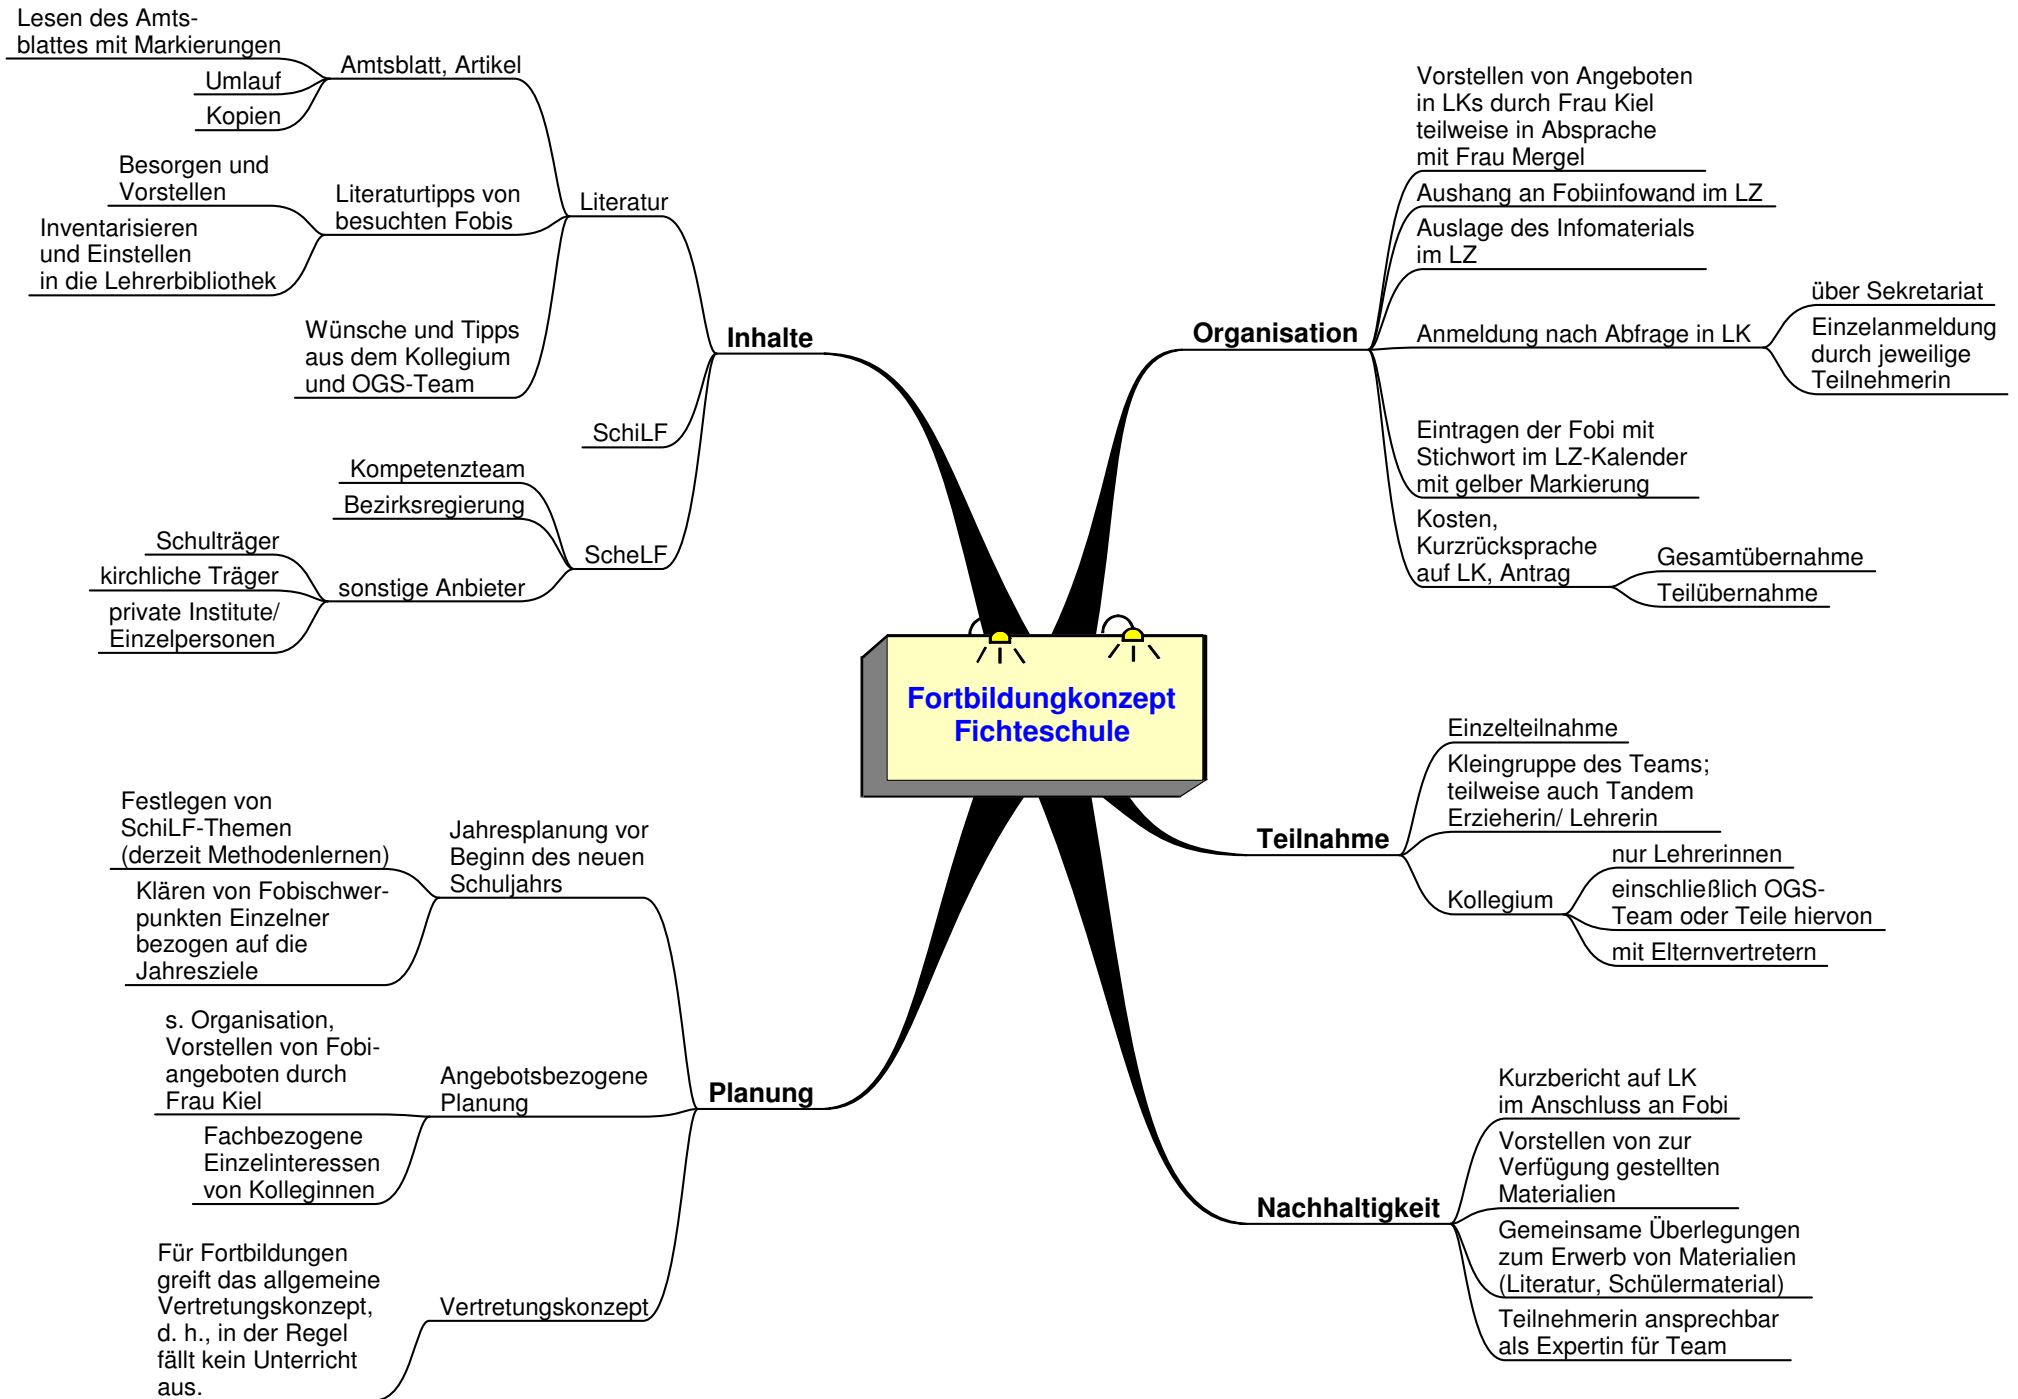 Fortbildungkonzept
Fichteschule
Inhalte
Literatur
Amtsblatt, Artikel
Lesen des Amts-
blattes mit Markierungen
Umlauf
Kopien
Literaturtipps von
besuchten Fobis
Besorgen und
Vorstellen
Inventarisieren
und Einstellen
in die Lehrerbibliothek
Wünsche und Tipps
aus dem Kollegium
und OGS-Team
SchiLF
ScheLF
Kompetenzteam
Bezirksregierung
sonstige Anbieter
Schulträger
kirchliche Träger
private Institute/
Einzelpersonen
Organisation
Vorstellen von Angeboten
in LKs durch Frau Kiel
teilweise in Absprache
mit Frau Mergel
Aushang an Fobiinfowand im LZ
Auslage des Infomaterials
im LZ
Anmeldung nach Abfrage in LK
über Sekretariat
Einzelanmeldung
durch jeweilige
Teilnehmerin
Eintragen der Fobi mit
Stichwort im LZ-Kalender
mit gelber Markierung
Kosten,
Kurzrücksprache
auf LK, Antrag
Gesamtübernahme
Teilübernahme
Teilnahme
Einzelteilnahme
Kleingruppe des Teams;
teilweise auch Tandem
Erzieherin/ Lehrerin
Kollegium
nur Lehrerinnen
einschließlich OGS-
Team oder Teile hiervon
mit Elternvertretern
Nachhaltigkeit
Kurzbericht auf LK
im Anschluss an Fobi
Vorstellen von zur
Verfügung gestellten
Materialien
Gemeinsame Überlegungen
zum Erwerb von Materialien
(Literatur, Schülermaterial)
Teilnehmerin ansprechbar
als Expertin für Team
Planung
Jahresplanung vor
Beginn des neuen
Schuljahrs
Festlegen von
SchiLF-Themen
(derzeit Methodenlernen)
Klären von Fobischwer-
punkten Einzelner
bezogen auf die
Jahresziele
Angebotsbezogene
Planung
s. Organisation,
Vorstellen von Fobi-
angeboten durch
Frau Kiel
Fachbezogene
Einzelinteressen
von Kolleginnen
Vertretungskonzept
Für Fortbildungen
greift das allgemeine
Vertretungskonzept,
d. h., in der Regel
fällt kein Unterricht
aus.